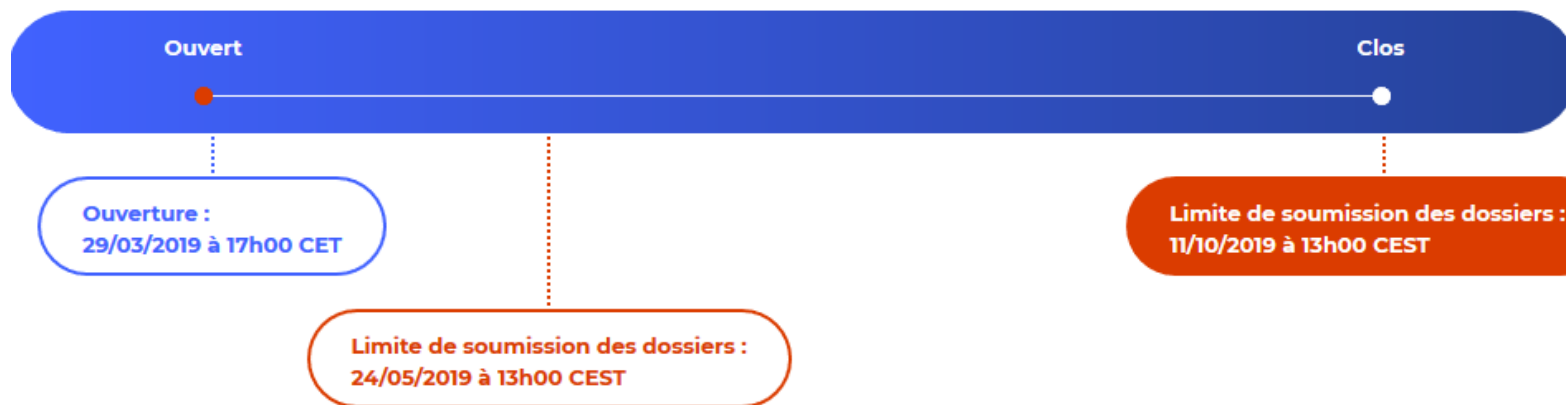 Ouvert
Clos
Ouverture :
29/03/2019 à 17h00 CET
Limite de soumission des dossiers :
11/10/2019 à 13h00 CEST
Limite de soumission des dossiers :
24/05/2019 à 13h00 CEST